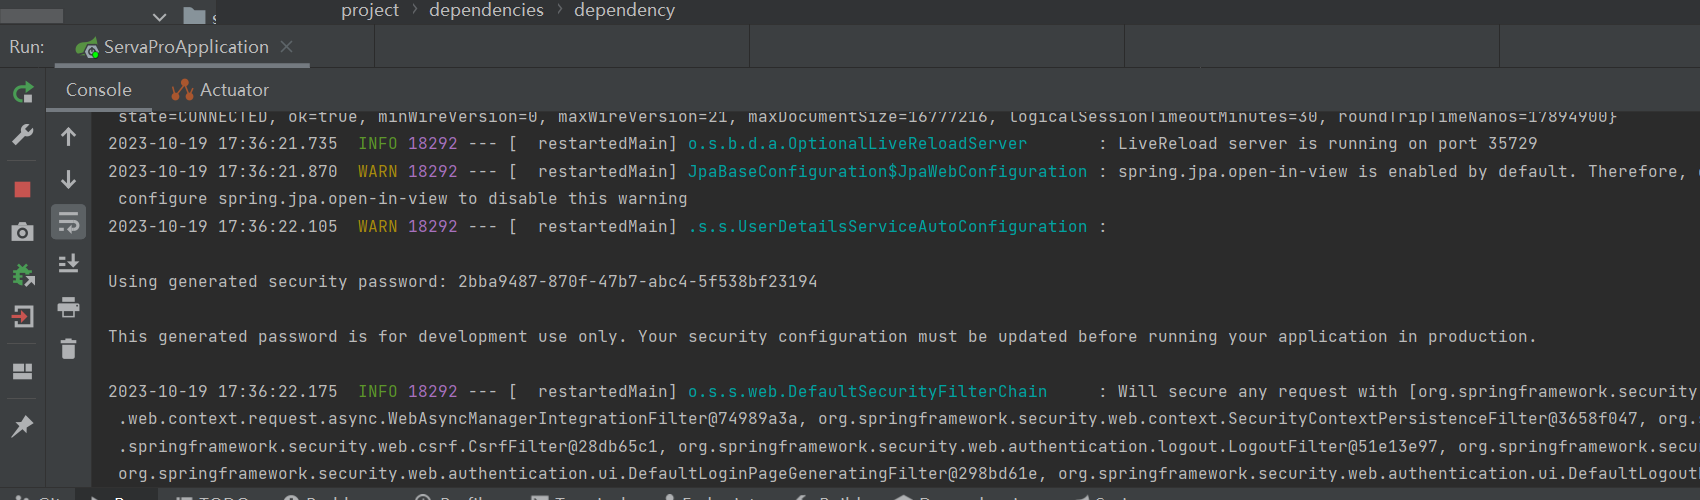 project > dependencies > dependency
Run: ServaProApplication
Console Actuator
state=CONNECTED, ok=true, minWireVersion=0, maxWireVersion=21, maxDocumentSize=16777216, logicalSessionTimeoutMinutes=30, roundTripTimeNanos=17894900}
2023-10-19 17:36:21.735 INFO 18292 --- [ restartedMain] o.s.b.d.a.OptionalLiveReloadServer : LiveReload server is running on port 35729
2023-10-19 17:36:21.870 WARN 18292 --- [ restartedMain] JpaBaseConfiguration$JpaWebConfiguration : spring.jpa.open-in-view is enabled by default. Therefore,
configure spring.jpa.open-in-view to disable this warning
2023-10-19 17:36:22.105 WARN 18292 --- [ restartedMain] .s.s.UserDetailsServiceAutoConfiguration :
Using generated security password: 2bba9487-870f-47b7-abc4-5f538bf23194
This generated password is for development use only. Your security configuration must be updated before running your application in production.
2023-10-19 17:36:22.175 INFO 18292 --- [ restartedMain] o.s.s.web.DefaultSecurityFilterChain : Will secure any request with [org.springframework.security
.web.context.request.async.WebAsyncManagerIntegrationFilter@74989a3a, org.springframework.security.web.context.SecurityContextPersistenceFilter@3658f047, org.
.springframework.security.web.csrf.CsrfFilter@28db65c1, org.springframework.security.web.authentication.logout.LogoutFilter@51e13e97, org.springframework.secu
org.springframework.security.web.authentication.ui.DefaultLoginPageGeneratingFilter@298bd61e, org.springframework.security.web.authentication.ui.DefaultLogout